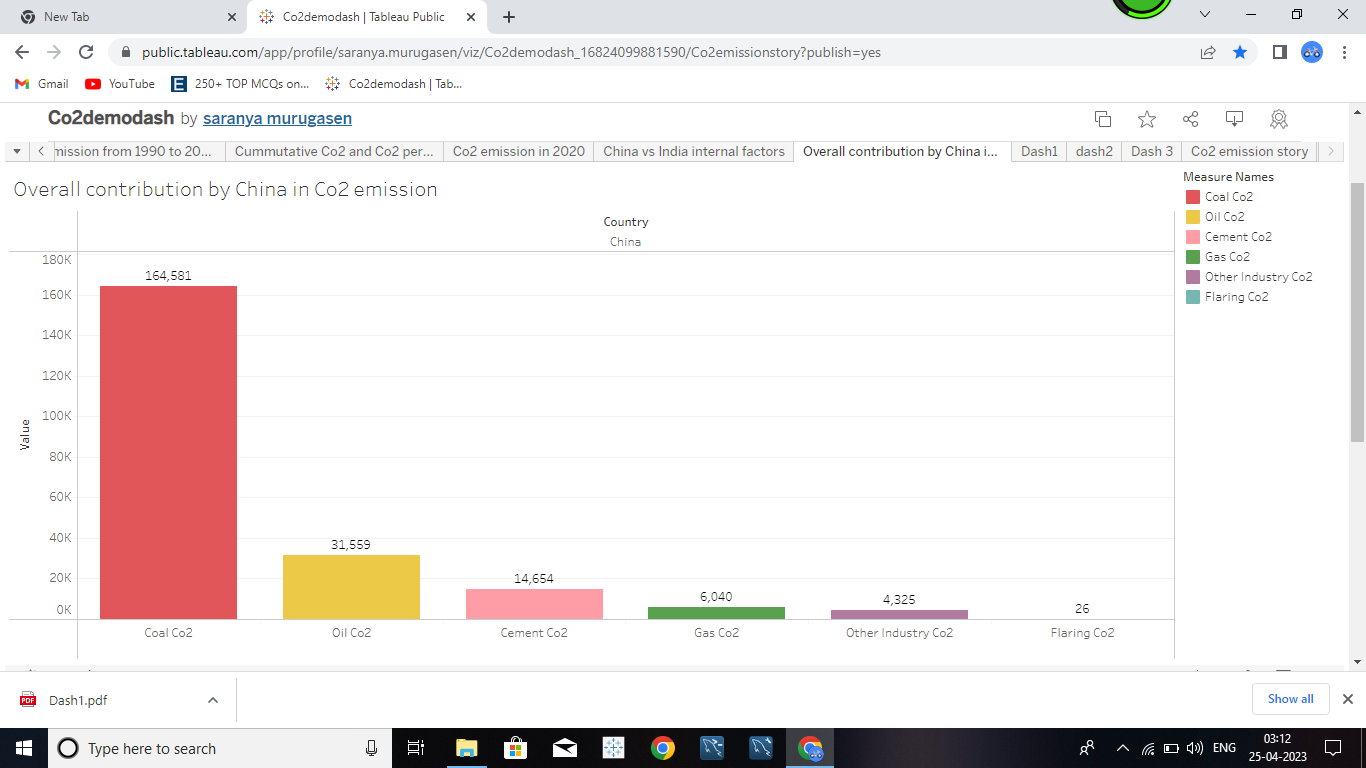 New Tab
Co2demodash | Tableau Public
public.tableau.com/app/profile/saranya.murugasen/viz/Co2demodash_16824099881590/Co2emissionstory?publish=yes
Gmail
YouTube
E
250+ TOP MCQs on...
Co2demodash | Tab...
Co2demodash by saranya murugasen
mission from 1990 to 20...
Cummutative Co2 and Co2 per...
Co2 emission in 2020
China vs India internal factors
Overall contribution by China i...
Dash1
dash2
Dash 3
Co2 emission story
Overall contribution by China in Co2 emission
Measure Names
Coal Co2
Oil Co2
Cement Co2
Gas Co2
Other Industry Co2
Flaring Co2
Country
China
Value
180K
160K
140K
120K
100K
80K
60K
40K
20K
0K
164,581
31,559
14,654
6,040
4,325
26
Coal Co2
Oil Co2
Cement Co2
Gas Co2
Other Industry Co2
Flaring Co2
PDF
Dash1.pdf
Show all
Type here to search
ENG
03:12
25-04-2023